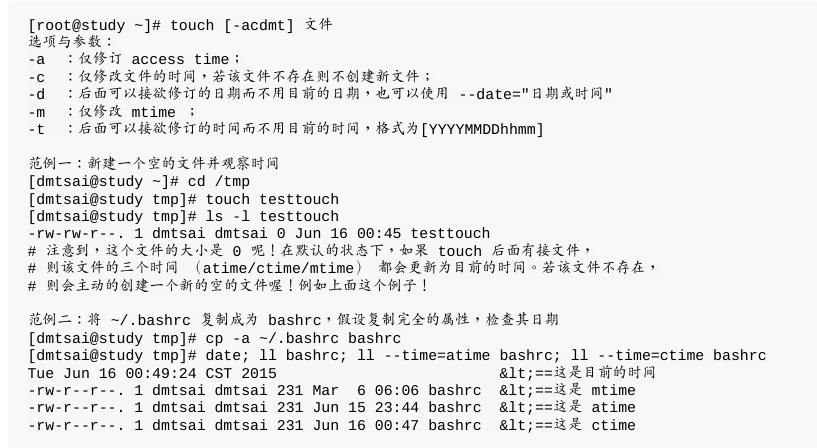 [root@study ~]# touch [-acdmt] 文件
选项与参数：
-a  ：仅修订 access time；
-c  ：仅修改文件的时间，若该文件不存在则不创建新文件；
-d  ：后面可以接欲修订的日期而不用目前的日期，也可以使用 --date="日期或时间"
-m  ：仅修改 mtime ；
-t  ：后面可以接欲修订的时间而不用目前的时间，格式为[YYYYMMDDhhmm]
范例一：新建一个空的文件并观察时间
[dmtsai@study ~]# cd /tmp
[dmtsai@study tmp]# touch testtouch
[dmtsai@study tmp]# ls -l testtouch
-rw-rw-r--. 1 dmtsai dmtsai 0 Jun 16 00:45 testtouch
# 注意到，这个文件的大小是 0 呢！在默认的状态下，如果 touch 后面有接文件，
# 则该文件的三个时间 （atime/ctime/mtime） 都会更新为目前的时间。若该文件不存在，
# 则会主动的创建一个新的空的文件喔！例如上面这个例子！
范例二：将 ~/.bashrc 复制成为 bashrc，假设复制完全的属性，检查其日期
[dmtsai@study tmp]# cp -a ~/.bashrc bashrc
[dmtsai@study tmp]# date; ll bashrc; ll --time=atime bashrc; ll --time=ctime bashrc
Tue Jun 16 00:49:24 CST 2015                         &lt;==这是目前的时间
-rw-r--r--. 1 dmtsai dmtsai 231 Mar  6 06:06 bashrc  &lt;==这是 mtime
-rw-r--r--. 1 dmtsai dmtsai 231 Jun 15 23:44 bashrc  &lt;==这是 atime
-rw-r--r--. 1 dmtsai dmtsai 231 Jun 16 00:47 bashrc  &lt;==这是 ctime